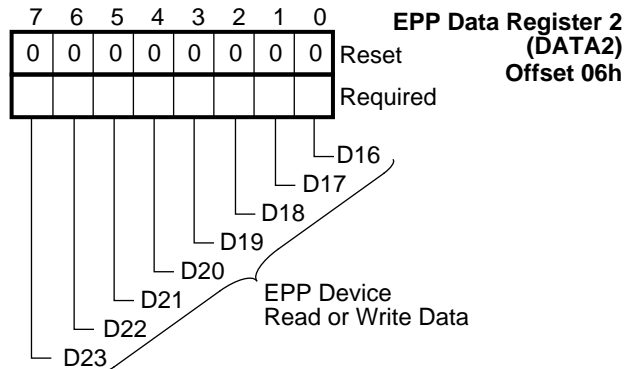 7 6 5 4 3 2 1 0
EPP Data Register 2
(DATA2)
Offset 06h
0 0 0 0 0 0 0 0 Reset
Required
D16
D17
D18
D19
D20
D21
D22
D23
EPP Device
Read or Write Data